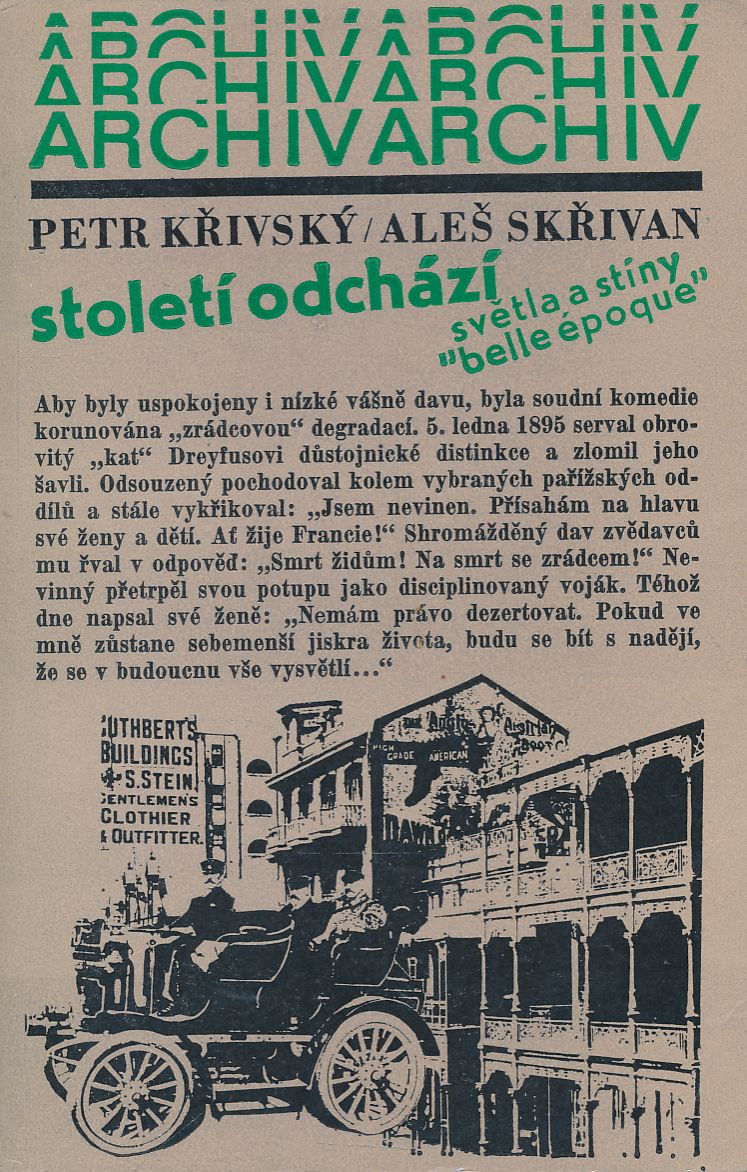 ARCHIVARCHIV
ARCHIVARCHIV
ARCHIVARCHIV
PETR KŘIVSKÝ/ALEŠ SKŘIVAN
století odchází
světla a stíny
"belle époque"
Aby byly uspokojeny i nízké vášně davu, byla soudní komedie
korunována „zrádcovou“ degradací. 5. ledna 1895 serval obro-
vitý „kat“ Dreyfusovi důstojnické distinkce a zlomil jeho
šavli. Odsouzený pochodoval kolem vybraných pařížských od-
dílů a stále vykřikoval: „Jsem nevinen. Přísahám na hlavu
své ženy a dětí. Ať žije Francie!“ Shromážděný dav zvědavců
mu řval v odpověď: „Smrt židům! Na smrt se zrádcem!“ Ne-
vinný přetrpěl svou potupu jako disciplinovaný voják. Téhož
dne napsal své ženě: „Nemám právo dezertovat. Pokud ve
mně zůstane sebemenší jiskra života, budu se bít s nadějí,
že se v budoucnu vše vysvětlí...“
CUTHBERT'S
BUILDINGS
S.STEIN
GENTLEMEN'S
CLOTHIER
& OUTFITTER.
Anglo
HIGH
GRADE AMERICAN